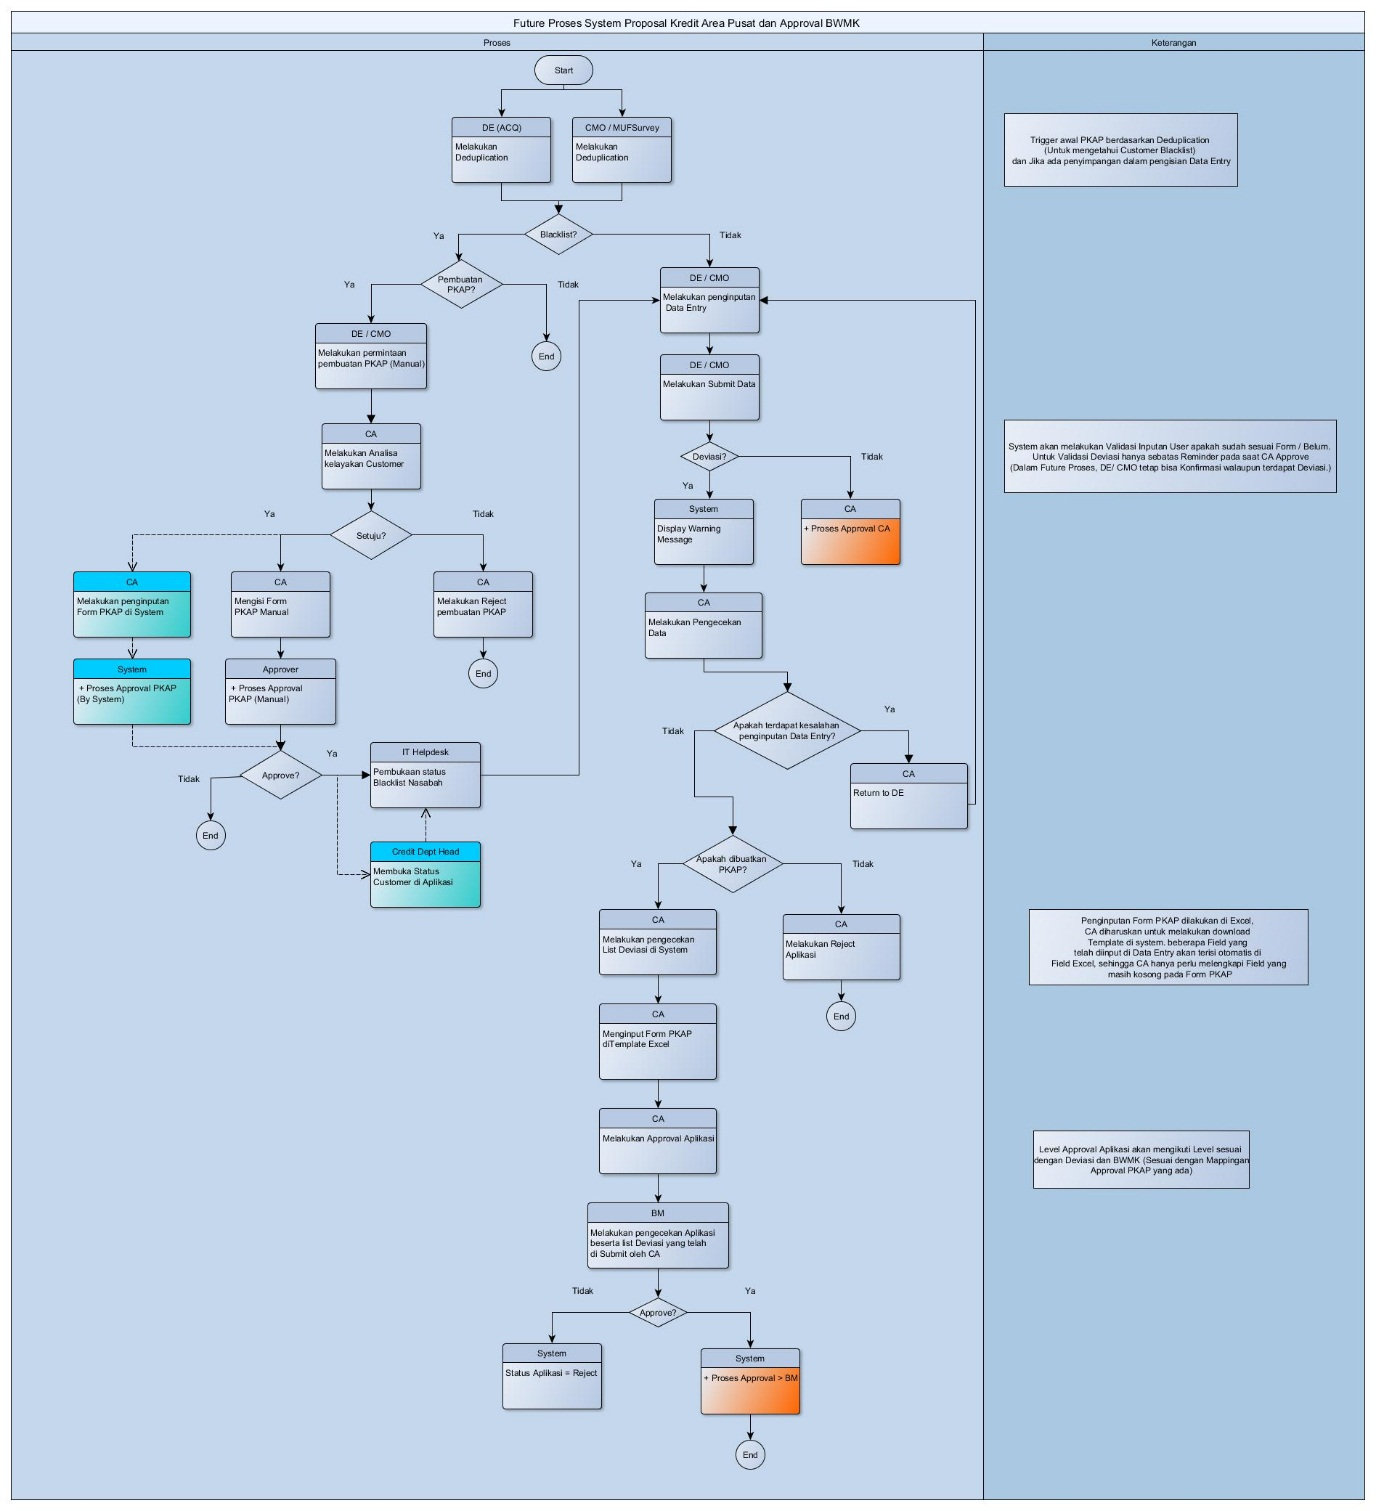 Future Proses System Proposal Kredit Area Pusat dan Approval BWMK
Proses
Keterangan
Start
DE (ACQ)
Melakukan
Deduplication
CMO / MUFSurvey
Melakukan
Deduplication
Trigger awal PKAP berdasarkan Deduplication
(Untuk mengetahui Customer Blacklist)
dan Jika ada penyimpangan dalam pengisian Data Entry
Blacklist?
Ya
Tidak
Pembuatan
PKAP?
Ya
Tidak
End
DE / CMO
Melakukan penginputan
Data Entry
DE / CMO
Melakukan permintaan
pembuatan PKAP (Manual)
DE / CMO
Melakukan Submit Data
CA
Melakukan Analisa
kelayakan Customer
System akan melakukan Validasi Inputan User apakah sudah sesuai Form / Belum.
Untuk Validasi Deviasi hanya sebatas Reminder pada saat CA Approve
(Dalam Future Proses, DE/ CMO tetap bisa Konfirmasi walaupun terdapat Deviasi.)
Deviasi?
Ya
Tidak
System
Display Warning
Message
CA
+ Proses Approval CA
Setuju?
Ya
Tidak
CA
Melakukan penginputan
Form PKAP di System
CA
Mengisi Form
PKAP Manual
CA
Melakukan Reject
pembuatan PKAP
End
CA
Melakukan Pengecekan
Data
System
+ Proses Approval PKAP
(By System)
Approver
+ Proses Approval
PKAP (Manual)
Apakah terdapat kesalahan
penginputan Data Entry?
Tidak
Ya
Approve?
Tidak
Ya
End
IT Helpdesk
Pembukaan status
Blacklist Nasabah
CA
Return to DE
Credit Dept Head
Membuka Status
Customer di Aplikasi
Apakah dibuatkan
PKAP?
Ya
Tidak
CA
Melakukan pengecekan
List Deviasi di System
CA
Melakukan Reject
Aplikasi
End
Penginputan Form PKAP dilakukan di Excel,
CA diharuskan untuk melakukan download
Template di system. beberapa Field yang
telah diinput di Data Entry akan terisi otomatis di
Field Excel, sehingga CA hanya perlu melengkapi Field yang
masih kosong pada Form PKAP
CA
Menginput Form PKAP
diTemplate Excel
CA
Melakukan Approval Aplikasi
Level Approval Aplikasi akan mengikuti Level sesuai
dengan Deviasi dan BWMK (Sesuai dengan Mappingan
Approval PKAP yang ada)
BM
Melakukan pengecekan Aplikasi
beserta list Deviasi yang telah
di Submit oleh CA
Approve?
Tidak
Ya
System
Status Aplikasi = Reject
System
+ Proses Approval > BM
End